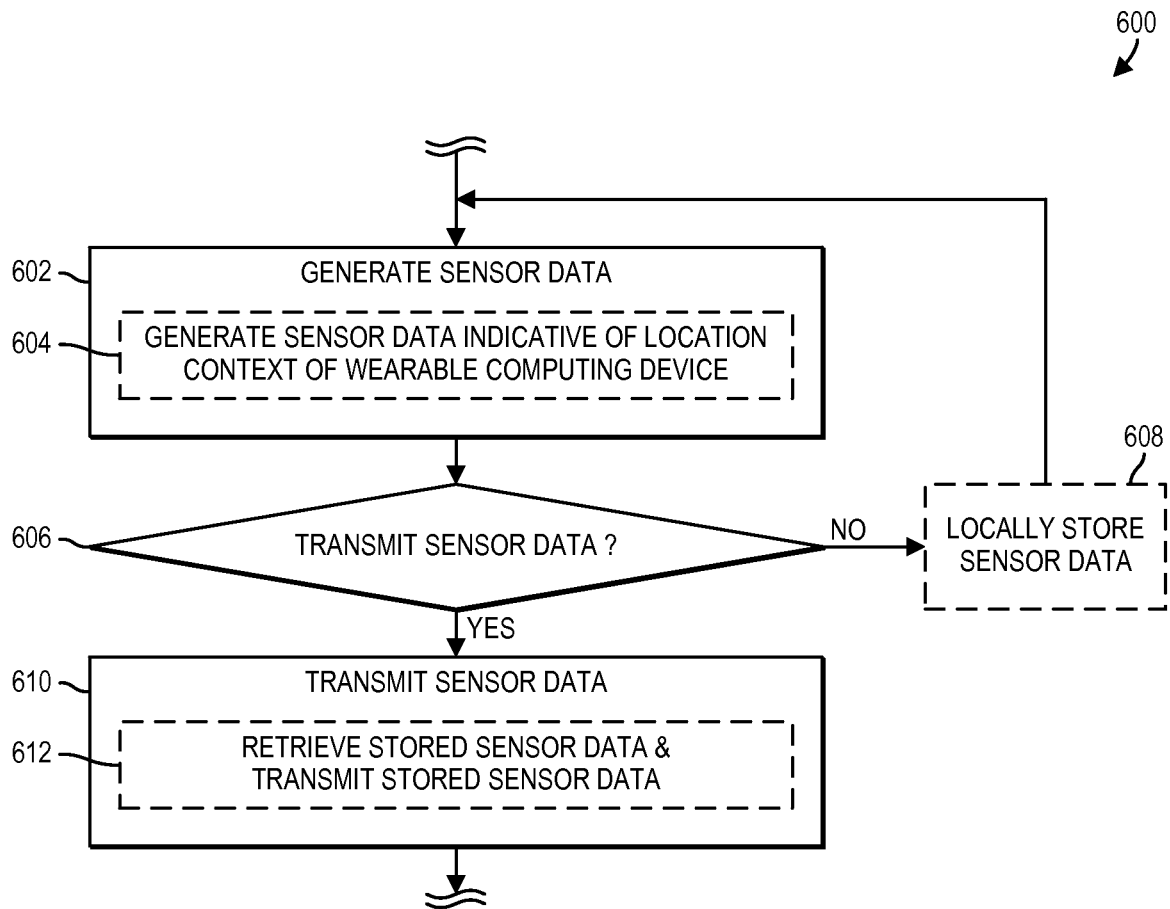 600
602
GENERATE SENSOR DATA
604
GENERATE SENSOR DATA INDICATIVE OF LOCATION
CONTEXT OF WEARABLE COMPUTING DEVICE
606
TRANSMIT SENSOR DATA ?
NO
608
LOCALLY STORE
SENSOR DATA
YES
610
TRANSMIT SENSOR DATA
612
RETRIEVE STORED SENSOR DATA &
TRANSMIT STORED SENSOR DATA